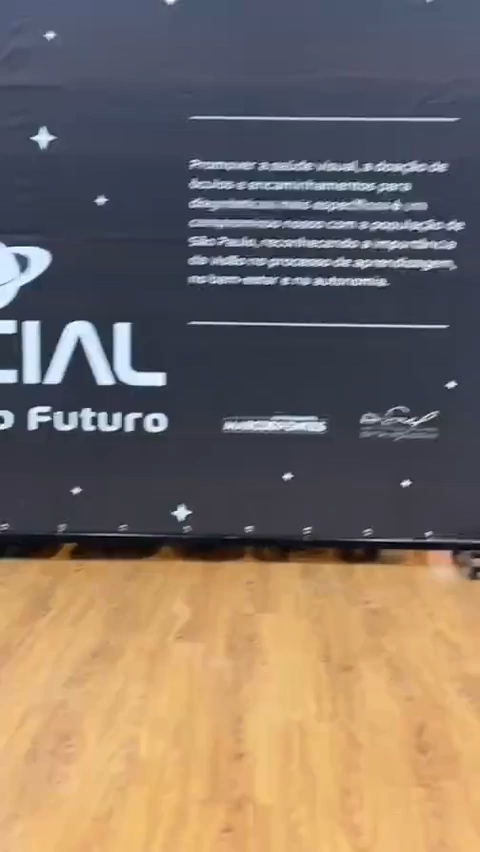 Promover a saúde visual, a doação de
óculos e encaminhamentos para
diagnósticos mais específicos é um
compromisso nosso com a população de
São Paulo, reconhecendo a importância
da visão no processo de aprendizagem,
no bem-estar e na autonomia.
CIAL
o Futuro